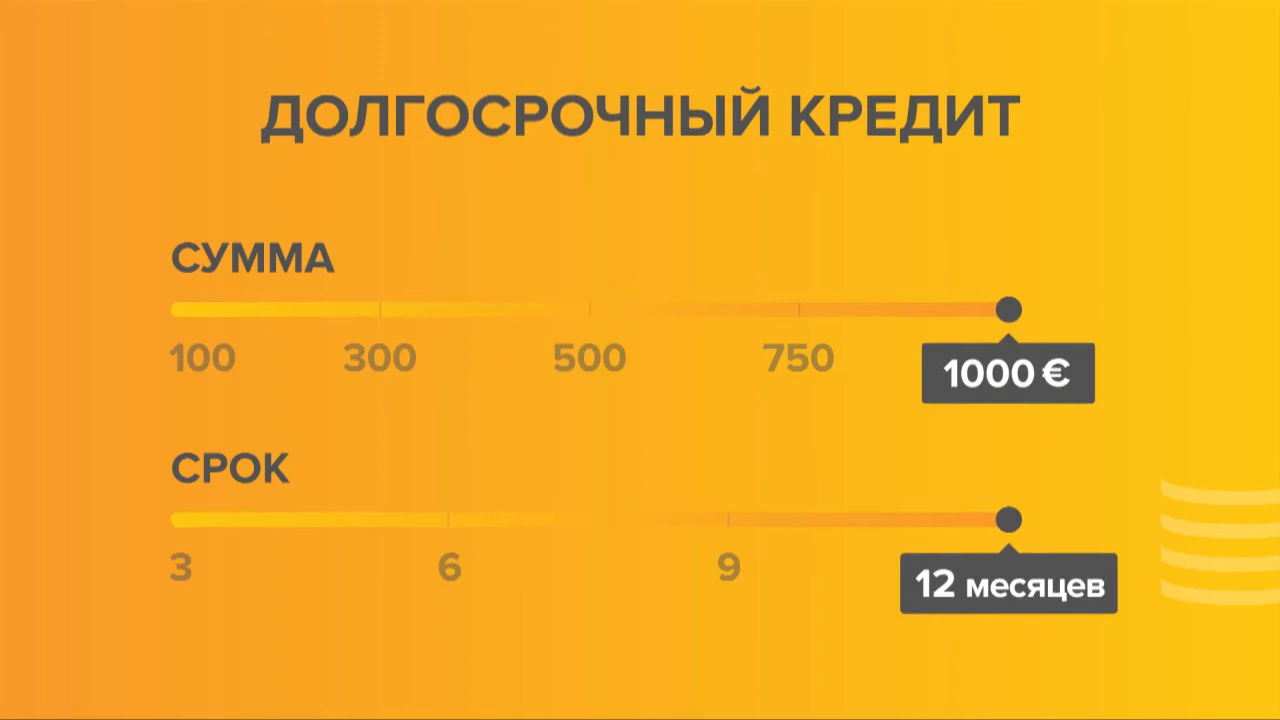 ДОЛГОСРОЧНЫЙ КРЕДИТ
СУММА
100 300 500 750 1000 €
СРОК
3 6 9 12 месяцев